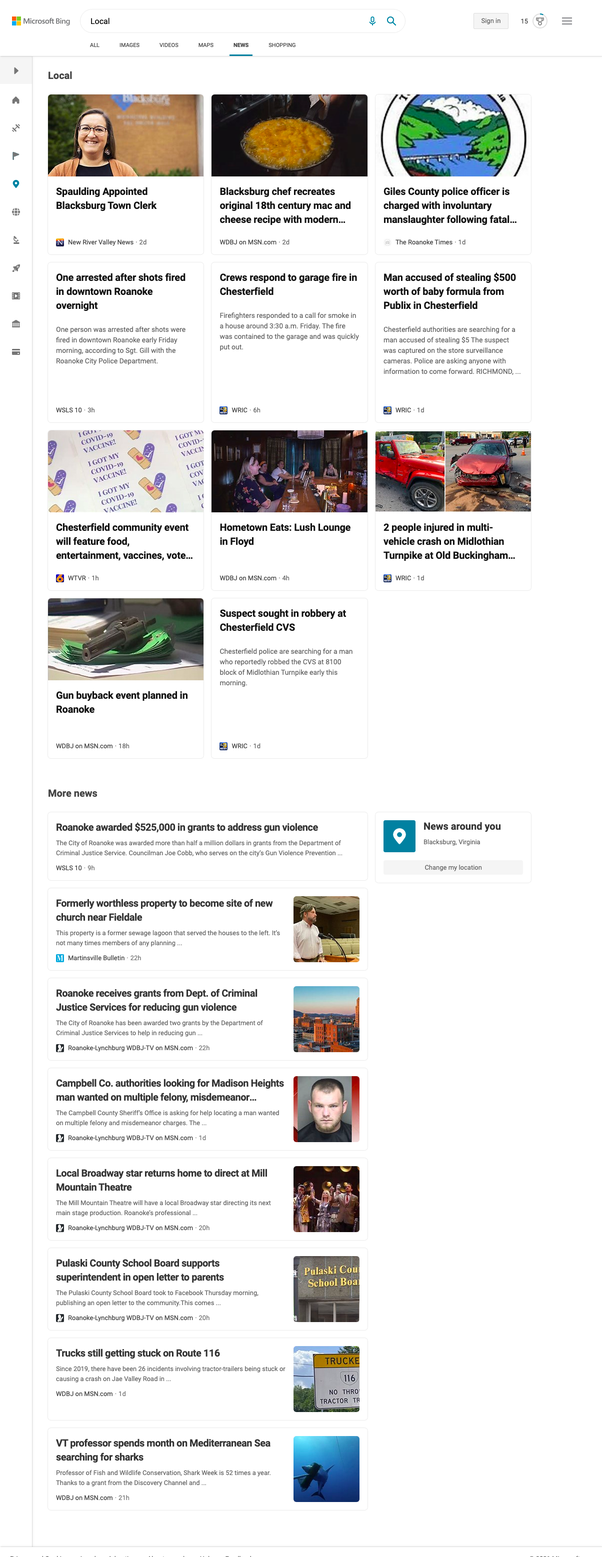 Microsoft Bing
Local
Sign in
15
ALL
IMAGES
VIDEOS
MAPS
NEWS
SHOPPING
Local
Blacksburg
Spaulding Appointed
Blacksburg Town Clerk
New River Valley News · 2d
Blacksburg chef recreates
original 18th century mac and
cheese recipe with modern...
WDBJ on MSN.com · 2d
Giles County police officer is
charged with involuntary
manslaughter following fatal...
The Roanoke Times · 1d
One arrested after shots fired
in downtown Roanoke
overnight
One person was arrested after shots were
fired in downtown Roanoke early Friday
morning, according to Sgt. Gill with the
Roanoke City Police Department.
WSLS 10 · 3h
Crews respond to garage fire in
Chesterfield
Firefighters responded to a call for smoke in
a house around 3:30 a.m. Friday. The fire
was contained to the garage and was quickly
put out.
WRIC · 6h
Man accused of stealing $500
worth of baby formula from
Publix in Chesterfield
Chesterfield authorities are searching for a
man accused of stealing $5 The suspect
was captured on the store surveillance
cameras. Police are asking anyone with
information to come forward. RICHMOND, ...
WRIC · 1d
I GOT MY
COVID-19
VACCINE!
Chesterfield community event
will feature food,
entertainment, vaccines, vote...
WTVR · 1h
Hometown Eats: Lush Lounge
in Floyd
WDBJ on MSN.com · 4h
2 people injured in multi-
vehicle crash on Midlothian
Turnpike at Old Buckingham...
WRIC · 1d
Gun buyback event planned in
Roanoke
WDBJ on MSN.com · 18h
Suspect sought in robbery at
Chesterfield CVS
Chesterfield police are searching for a man
who reportedly robbed the CVS at 8100
block of Midlothian Turnpike early this
morning.
WRIC · 1d
More news
Roanoke awarded $525,000 in grants to address gun violence
The City of Roanoke was awarded more than half a million dollars in grants from the Department of
Criminal Justice Service. Councilman Joe Cobb, who serves on the city's Gun Violence Prevention ...
WSLS 10 · 9h
News around you
Blacksburg, Virginia
Change my location
Formerly worthless property to become site of new
church near Fieldale
This property is a former sewage lagoon that served the houses to the left. It's
not many times members of any planning ...
Martinsville Bulletin · 22h
Roanoke receives grants from Dept. of Criminal
Justice Services for reducing gun violence
The City of Roanoke has been awarded two grants by the Department of
Criminal Justice Services to help in reducing gun ...
Roanoke-Lynchburg WDBJ-TV on MSN.com · 22h
Campbell Co. authorities looking for Madison Heights
man wanted on multiple felony, misdemeanor...
The Campbell County Sheriff's Office is asking for help locating a man wanted
on multiple felony and misdemeanor charges. The ...
Roanoke-Lynchburg WDBJ-TV on MSN.com · 1d
Local Broadway star returns home to direct at Mill
Mountain Theatre
The Mill Mountain Theatre will have a local Broadway star directing its next
main stage production. Roanoke's professional ...
Roanoke-Lynchburg WDBJ-TV on MSN.com · 20h
Pulaski County School Board supports
superintendent in open letter to parents
The Pulaski County School Board took to Facebook Thursday morning,
publishing an open letter to the community.This comes ...
Roanoke-Lynchburg WDBJ-TV on MSN.com · 20h
Pulaski Cou
School Boa
Trucks still getting stuck on Route 116
Since 2019, there have been 26 incidents involving tractor-trailers being stuck or
causing a crash on Jae Valley Road in ...
WDBJ on MSN.com · 1d
TRUCKE
116
NO THRO
TRACTOR TR
VT professor spends month on Mediterranean Sea
searching for sharks
Professor of Fish and Wildlife Conservation, Shark Week is 52 times a year.
Thanks to a grant from the Discovery Channel and ...
WDBJ on MSN.com · 21h